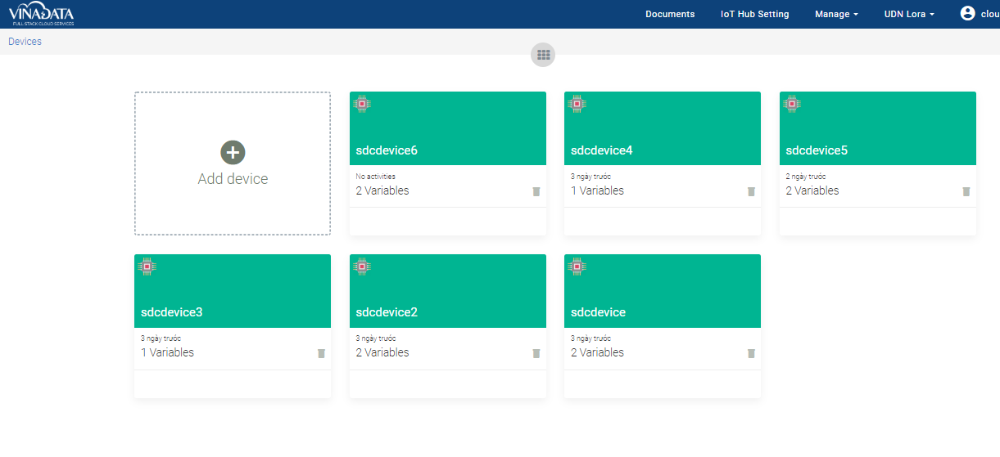 VINADATA
FULL STACK CLOUD SERVICES
Documents
IoT Hub Setting
Manage
UDN Lora
clou
Devices
Add device
sdcdevice6
No activities
2 Variables
sdcdevice4
3 ngày trước
1 Variables
sdcdevice5
2 ngày trước
2 Variables
sdcdevice3
3 ngày trước
1 Variables
sdcdevice2
3 ngày trước
2 Variables
sdcdevice
3 ngày trước
2 Variables